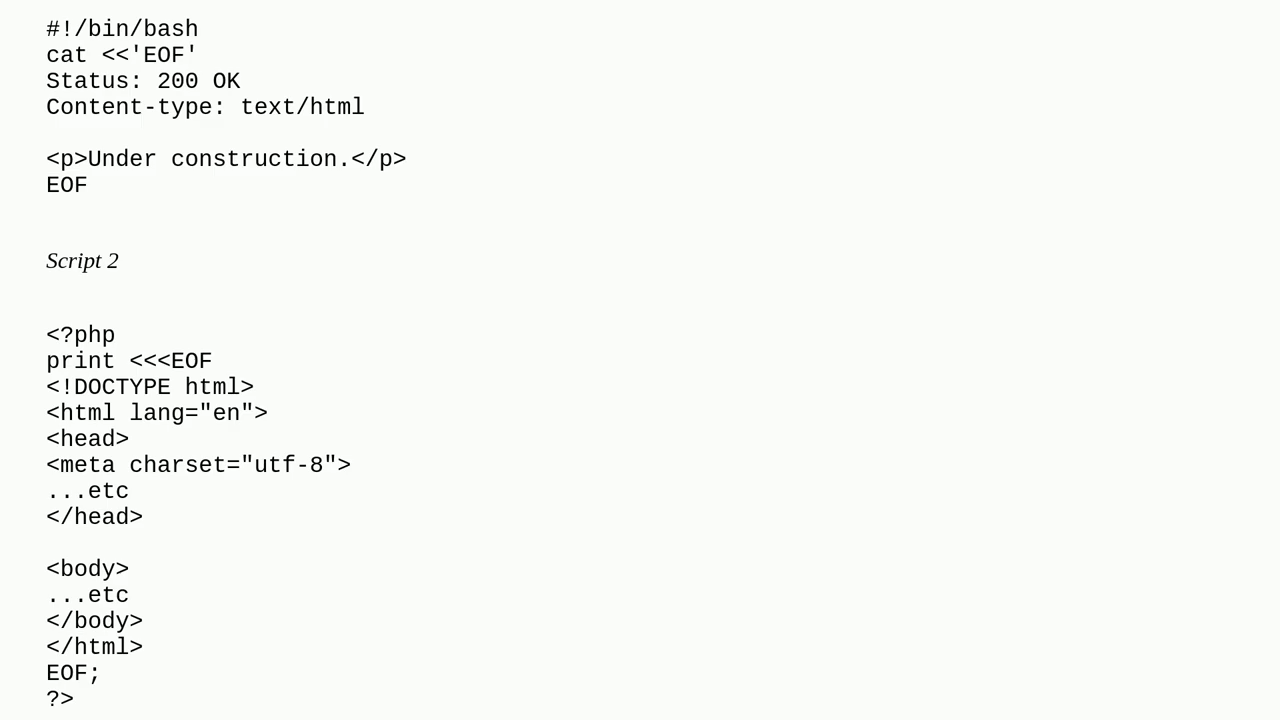 #!/bin/bash
cat <<'EOF'
Status: 200 OK
Content-type: text/html
<p>Under construction.</p>
EOF
Script 2
<?php
print <<<EOF
<!DOCTYPE html>
<html lang="en">
<head>
<meta charset="utf-8">
...etc
</head>
<body>
...etc
</body>
</html>
EOF;
?>